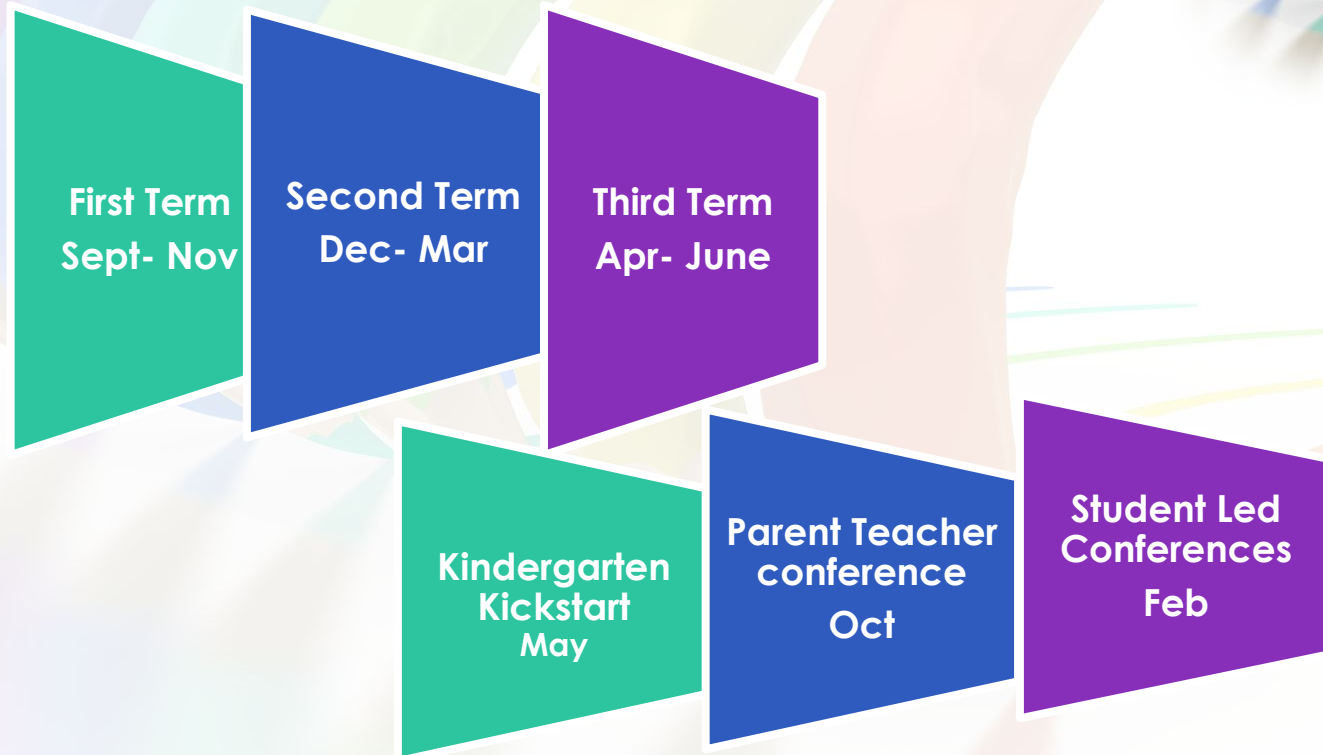 First Term
Sept- Nov
Second Term
Dec- Mar
Third Term
Apr- June
Kindergarten
Kickstart
May
Parent Teacher
conference
Oct
Student Led
Conferences
Feb